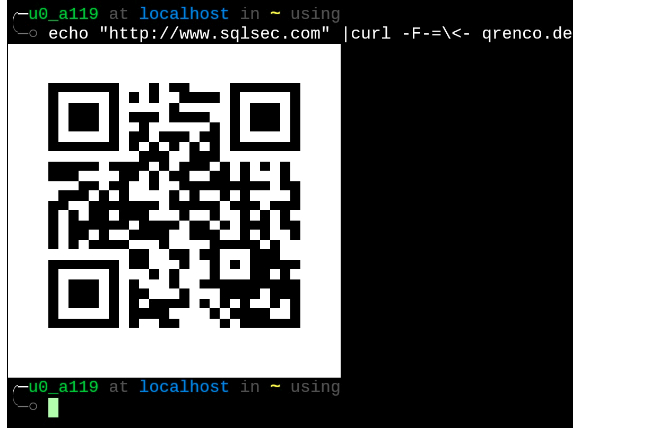 ╭─u0_a119 at localhost in ~ using
╰─○ echo "http://www.sqlsec.com" |curl -F-=\<- qrenco.de
╭─u0_a119 at localhost in ~ using
╰─○